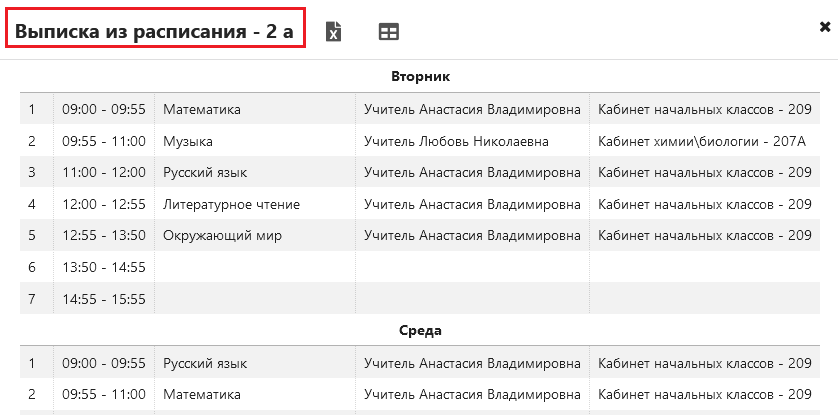 Выписка из расписания - 2 а
Вторник
1 09:00 - 09:55 Математика Учитель Анастасия Владимировна Кабинет начальных классов - 209
2 09:55 - 11:00 Музыка Учитель Любовь Николаевна Кабинет химии\биологии - 207А
3 11:00 - 12:00 Русский язык Учитель Анастасия Владимировна Кабинет начальных классов - 209
4 12:00 - 12:55 Литературное чтение Учитель Анастасия Владимировна Кабинет начальных классов - 209
5 12:55 - 13:50 Окружающий мир Учитель Анастасия Владимировна Кабинет начальных классов - 209
6 13:50 - 14:55
7 14:55 - 15:55
Среда
1 09:00 - 09:55 Русский язык Учитель Анастасия Владимировна Кабинет начальных классов - 209
2 09:55 - 11:00 Математика Учитель Анастасия Владимировна Кабинет начальных классов - 209